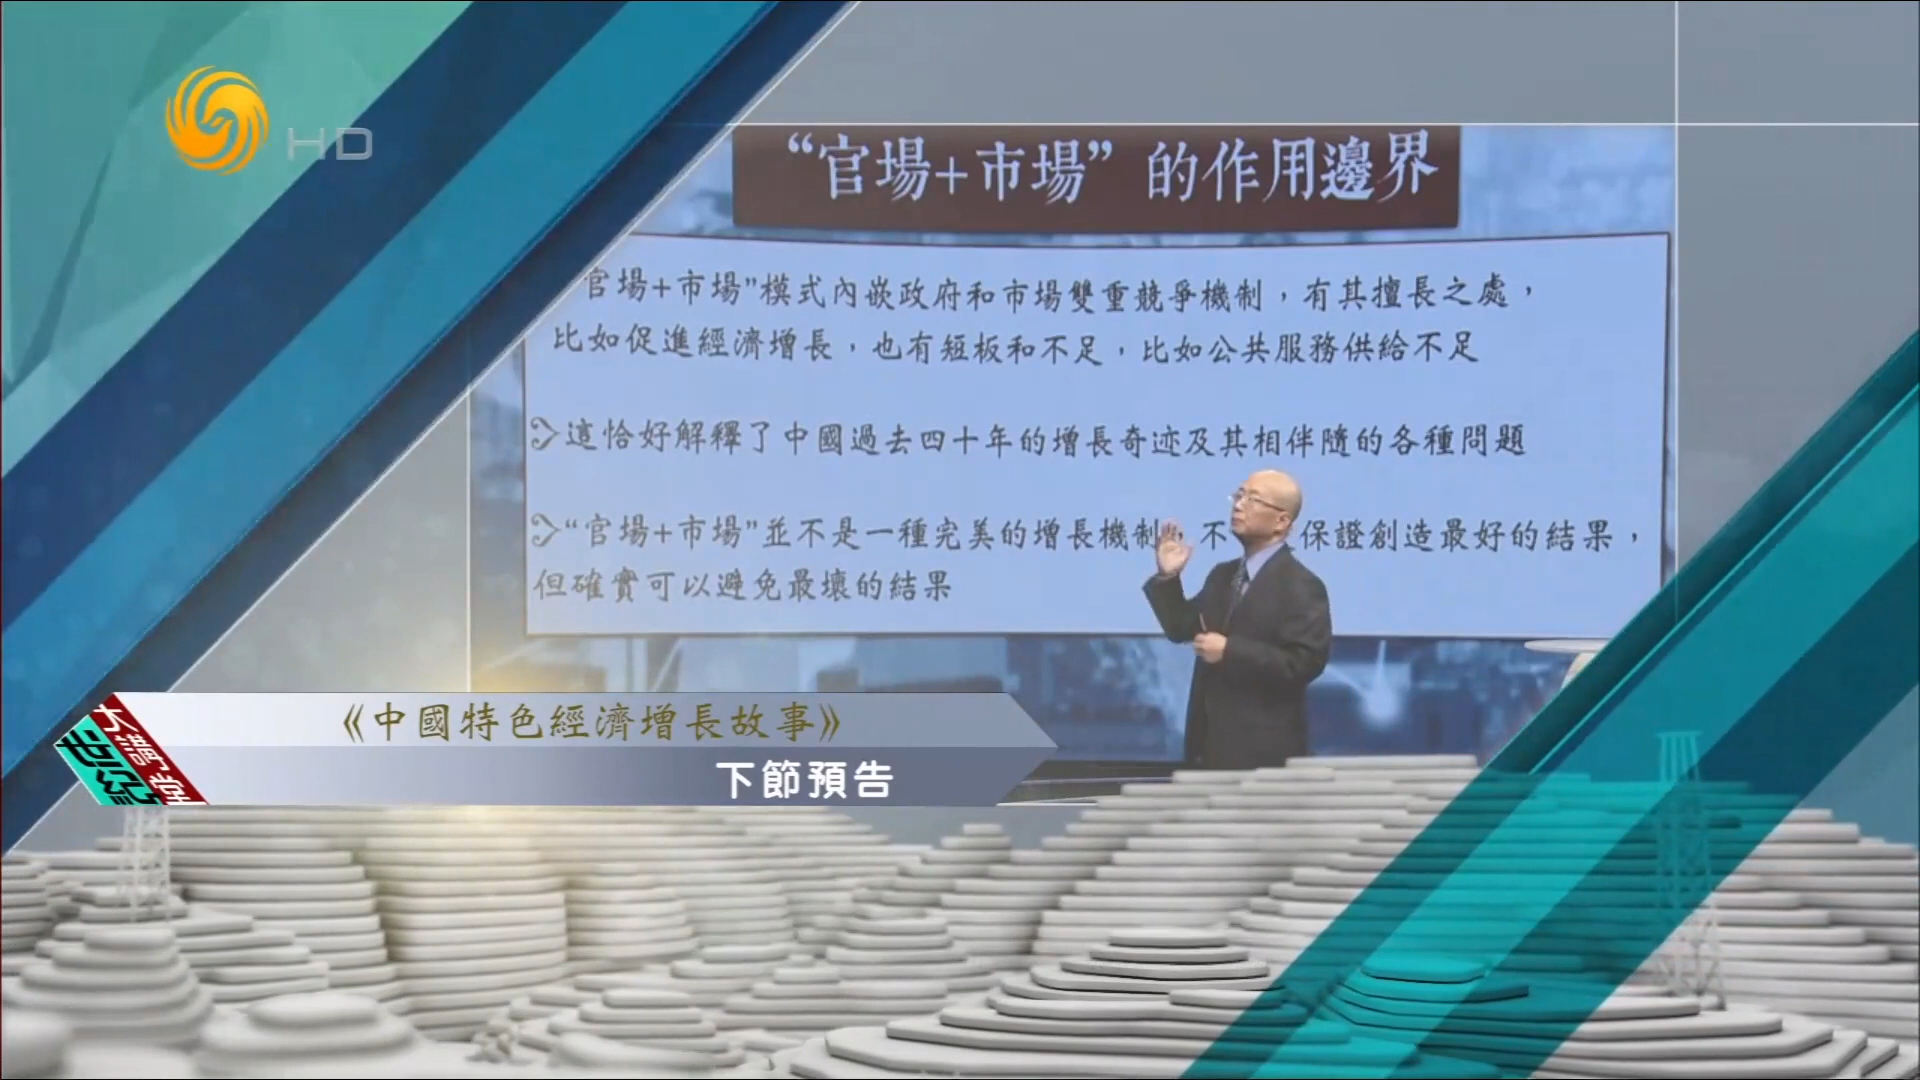 HD
“官場+市場”的作用邊界
官場+市場”模式內嵌政府和市場雙重競爭機制，有其擅長之處，
比如促進經濟增長，也有短板和不足，比如公共服務供給不足
這恰好解釋了中國過去四十年的增長奇迹及其相伴隨的各種問題
“官場+市場”並不是一種完美的增長機制，不 保證創造最好的結果，
但確實可以避免最壞的結果
《中國特色經濟增長故事》
下節預告
大講堂
世紀